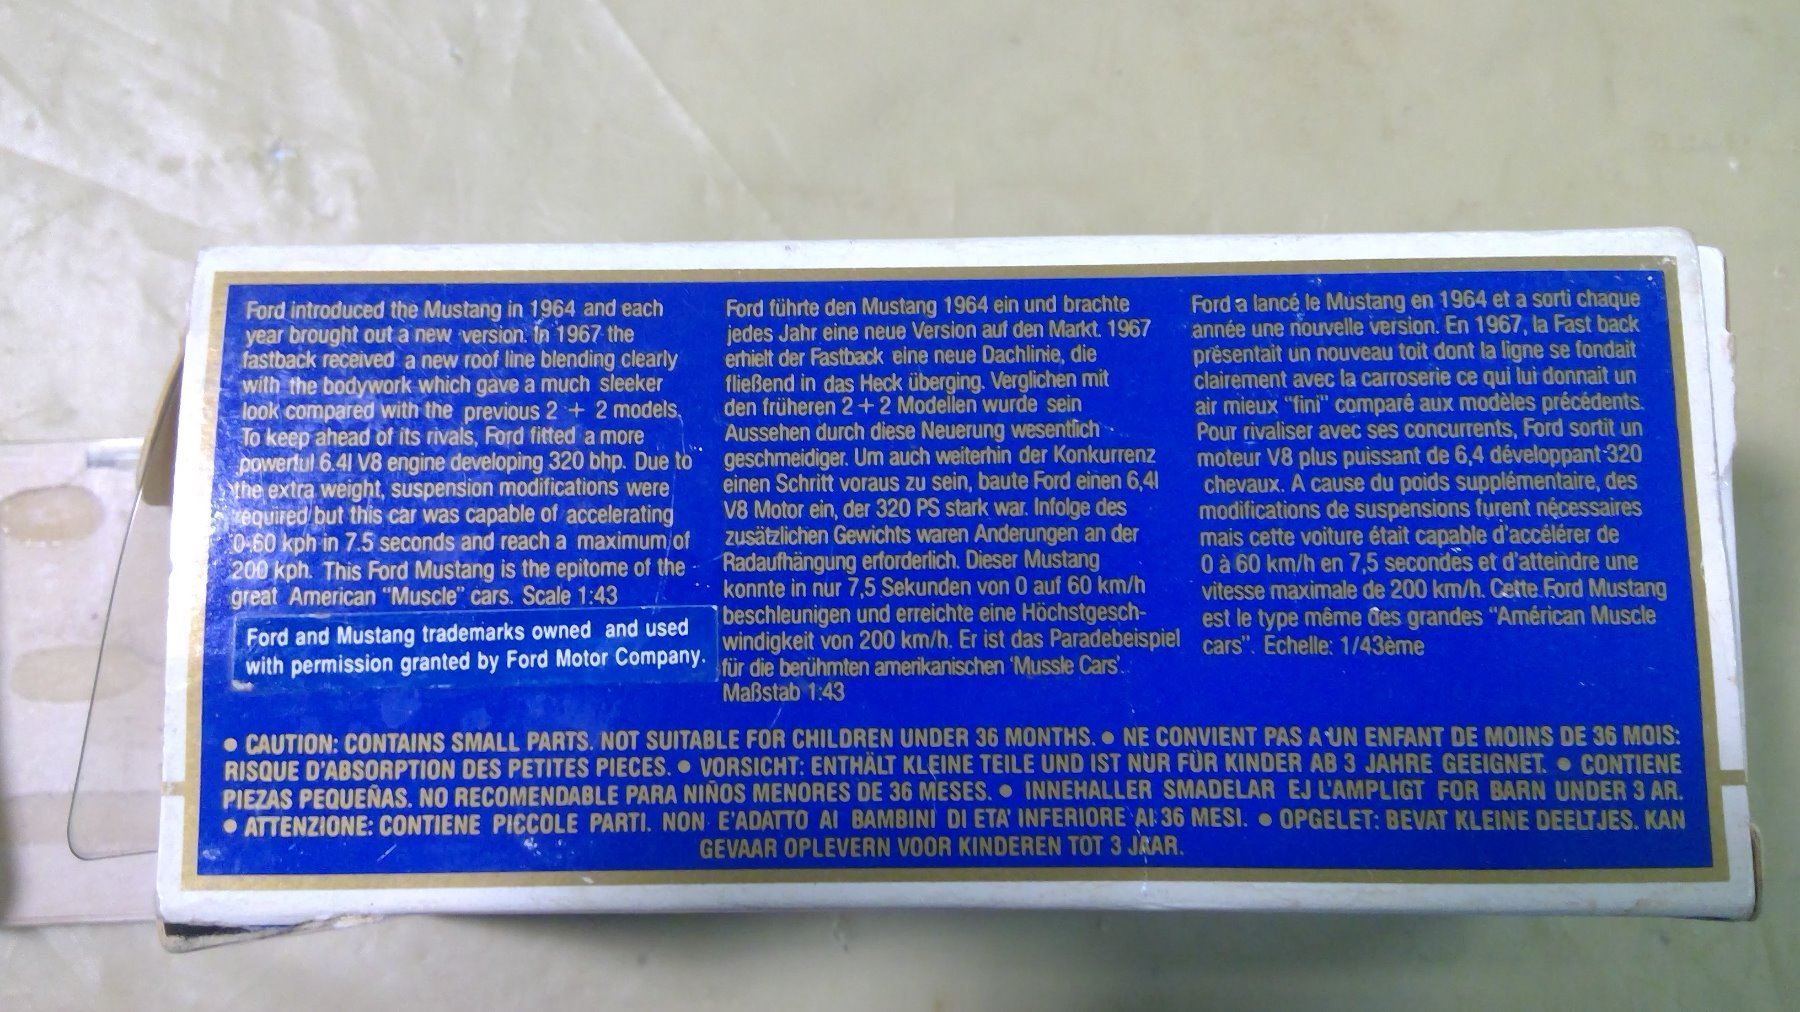 Ford introduced the Mustang in 1964 and each
year brought out a new version. In 1967 the
fastback received a new roof line blending clearly
with the bodywork which gave a much sleeker
look compared with the previous 2 + 2 models.
To keep ahead of its rivals, Ford fitted a more
powerful 6.4l V8 engine developing 320 bhp. Due to
the extra weight, suspension modifications were
required but this car was capable of accelerating
0-60 kph in 7.5 seconds and reach a maximum of
200 kph. This Ford Mustang is the epitome of the
great American "Muscle" cars. Scale 1:43
Ford and Mustang trademarks owned and used
with permission granted by Ford Motor Company.
Ford führte den Mustang 1964 ein und brachte
jedes Jahr eine neue Version auf den Markt. 1967
erhielt der Fastback eine neue Dachlinie, die
fließend in das Heck überging. Verglichen mit
den früheren 2 + 2 Modellen wurde sein
Aussehen durch diese Neuerung wesentlich
geschmeidiger. Um auch weiterhin der Konkurrenz
einen Schritt voraus zu sein, baute Ford einen 6,4l
V8 Motor ein, der 320 PS stark war. Infolge des
zusätzlichen Gewichts waren Anderungen an der
Radaufhängung erforderlich. Dieser Mustang
konnte in nur 7,5 Sekunden von 0 auf 60 km/h
beschleunigen und erreichte eine Höchstgesch-
windigkeit von 200 km/h. Er ist das Paradebeispiel
für die berühmten amerikanischen 'Mussle Cars'.
Maßstab 1:43
Ford a lancé le Mustang en 1964 et a sorti chaque
année une nouvelle version. En 1967, la Fast back
présentait un nouveau toit dont la ligne se fondait
clairement avec la carroserie ce qui lui donnait un
air mieux "fini" comparé aux modèles précédents.
Pour rivaliser avec ses concurrents, Ford sortit un
moteur V8 plus puissant de 6,4 développant 320
chevaux. A cause du poids supplémentaire, des
modifications de suspensions furent nécessaires
mais cette voiture était capable d'accélérer de
0 à 60 km/h en 7,5 secondes et d'atteindre une
vitesse maximale de 200 km/h. Cette Ford Mustang
est le type même des grandes "Américan Muscle
cars". Echelle: 1/43ème
● CAUTION: CONTAINS SMALL PARTS. NOT SUITABLE FOR CHILDREN UNDER 36 MONTHS. ● NE CONVIENT PAS A UN ENFANT DE MOINS DE 36 MOIS:
RISQUE D'ABSORPTION DES PETITES PIECES. ● VORSICHT: ENTHÄLT KLEINE TEILE UND IST NUR FÜR KINDER AB 3 JAHRE GEEIGNET. ● CONTIENE
PIEZAS PEQUEÑAS. NO RECOMENDABLE PARA NIÑOS MENORES DE 36 MESES. ● INNEHALLER SMADELAR EJ L'AMPLIGT FOR BARN UNDER 3 AR.
● ATTENZIONE: CONTIENE PICCOLE PARTI. NON E'ADATTO AI BAMBINI DI ETA' INFERIORE AI 36 MESI. ● OPGELET: BEVAT KLEINE DEELTJES. KAN
GEVAAR OPLEVERN VOOR KINDEREN TOT 3 JAAR.